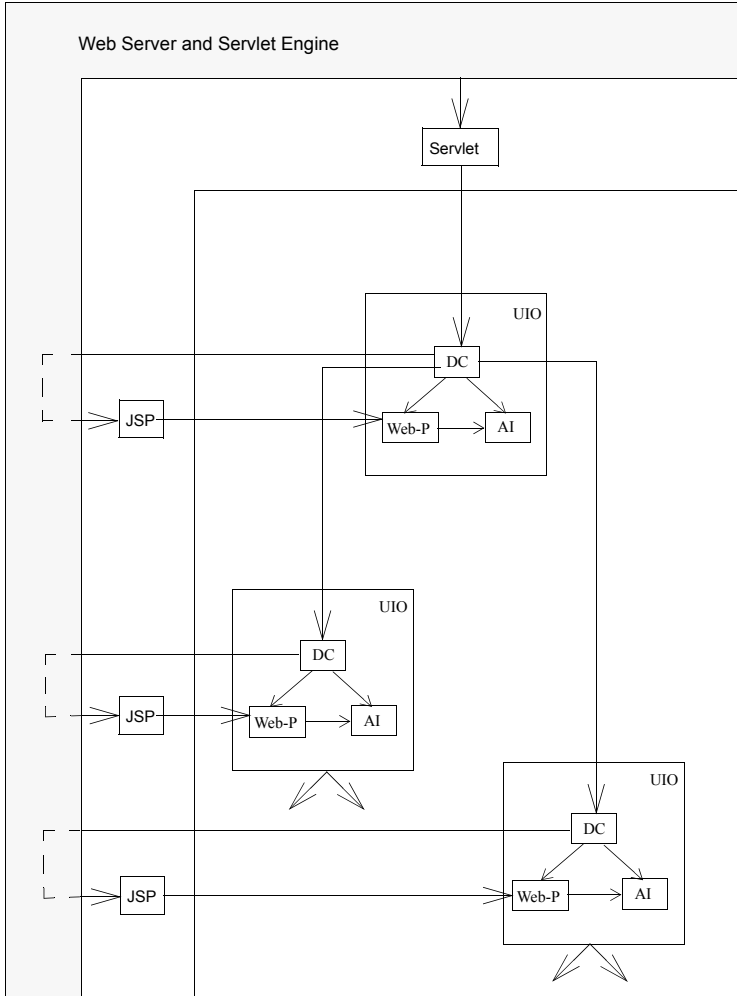 Web Server and Servlet Engine
Servlet
UIO
DC
JSP
Web-P
AI
UIO
DC
JSP
Web-P
AI
UIO
DC
JSP
Web-P
AI